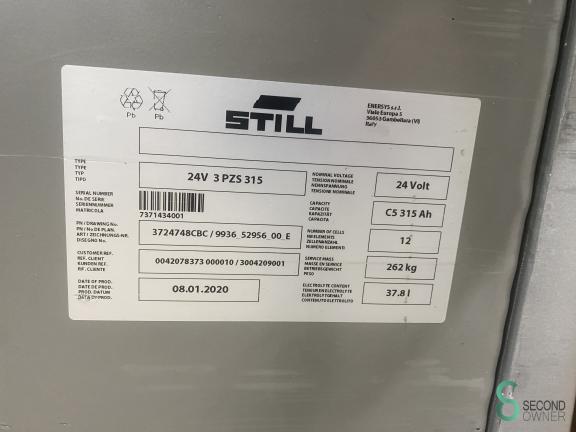 Pb
Pb
STILL
ENERSYS s.r.l.
Viale Europa 5
36053 Gambellara (VI)
Italy
TYPE
TYPE
TYP
TIPO
24V 3 PZS 315
NOMINAL VOLTAGE
TENSION NOMINALE
NENNSPANNUNG
TENSIONE NOMINALE
24 Volt
SERIAL NUMBER
No. DE SERIE
SERIENNUMMER
MATRICOLA
7371434001
CAPACITY
CAPACITE
KAPAZITÄT
CAPACITA
C5 315 Ah
PN / DRAWING No.
PN / No DE PLAN.
ART / ZEICHNUNGS-NR.
DISEGNO No.
3724748CBC / 9936_52956_00_E
NUMBER OF CELLS
NB ELEMENTS
ZELLENANZAHL
NUMERO ELEMENTI
12
CUSTOMER REF.
REF. CLIENT
KUNDEN REF.
RIF. CLIENTE
0042078373 000010 / 3004209001
SERVICE MASS
MASSE EN SERVICE
BETRIEBSGEWICHT
PESO
262 kg
DATE OF PROD.
DATE DE PROD.
PROD. DATUM
DATA DI PROD.
08.01.2020
ELECTROLYTE CONTENT
TENEUR EN ELECTROLYTE
ELEKTROLYTGEHALT
CONTENUTO ELETTROLITO
37.8 l
SECOND
OWNER